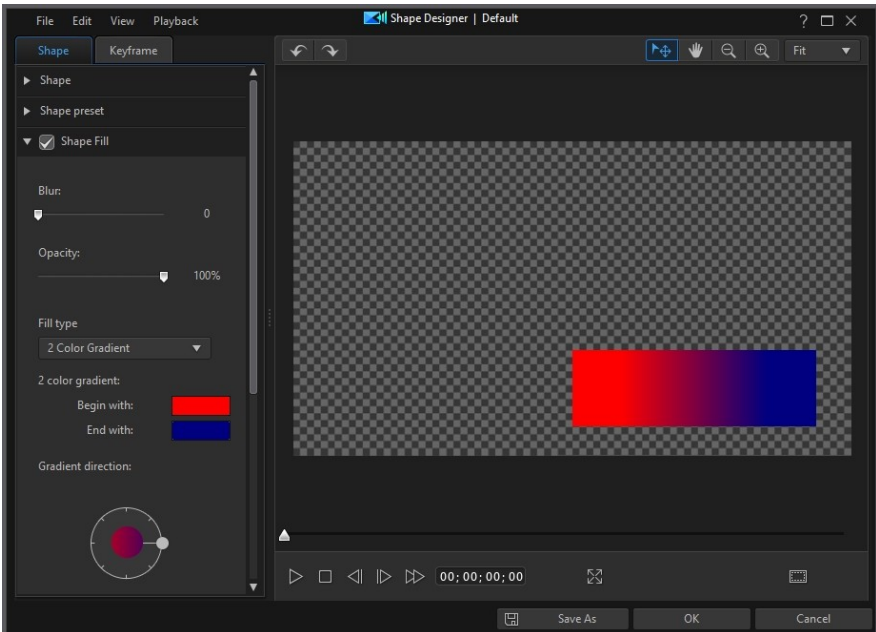 File Edit View Playback
Shape Designer | Default
?
Shape Keyframe
Fit
Shape
Shape preset
Shape Fill
Blur:
0
Opacity:
100%
Fill type
2 Color Gradient
2 color gradient:
Begin with:
End with:
Gradient direction:
00;00;00;00
Save As OK Cancel